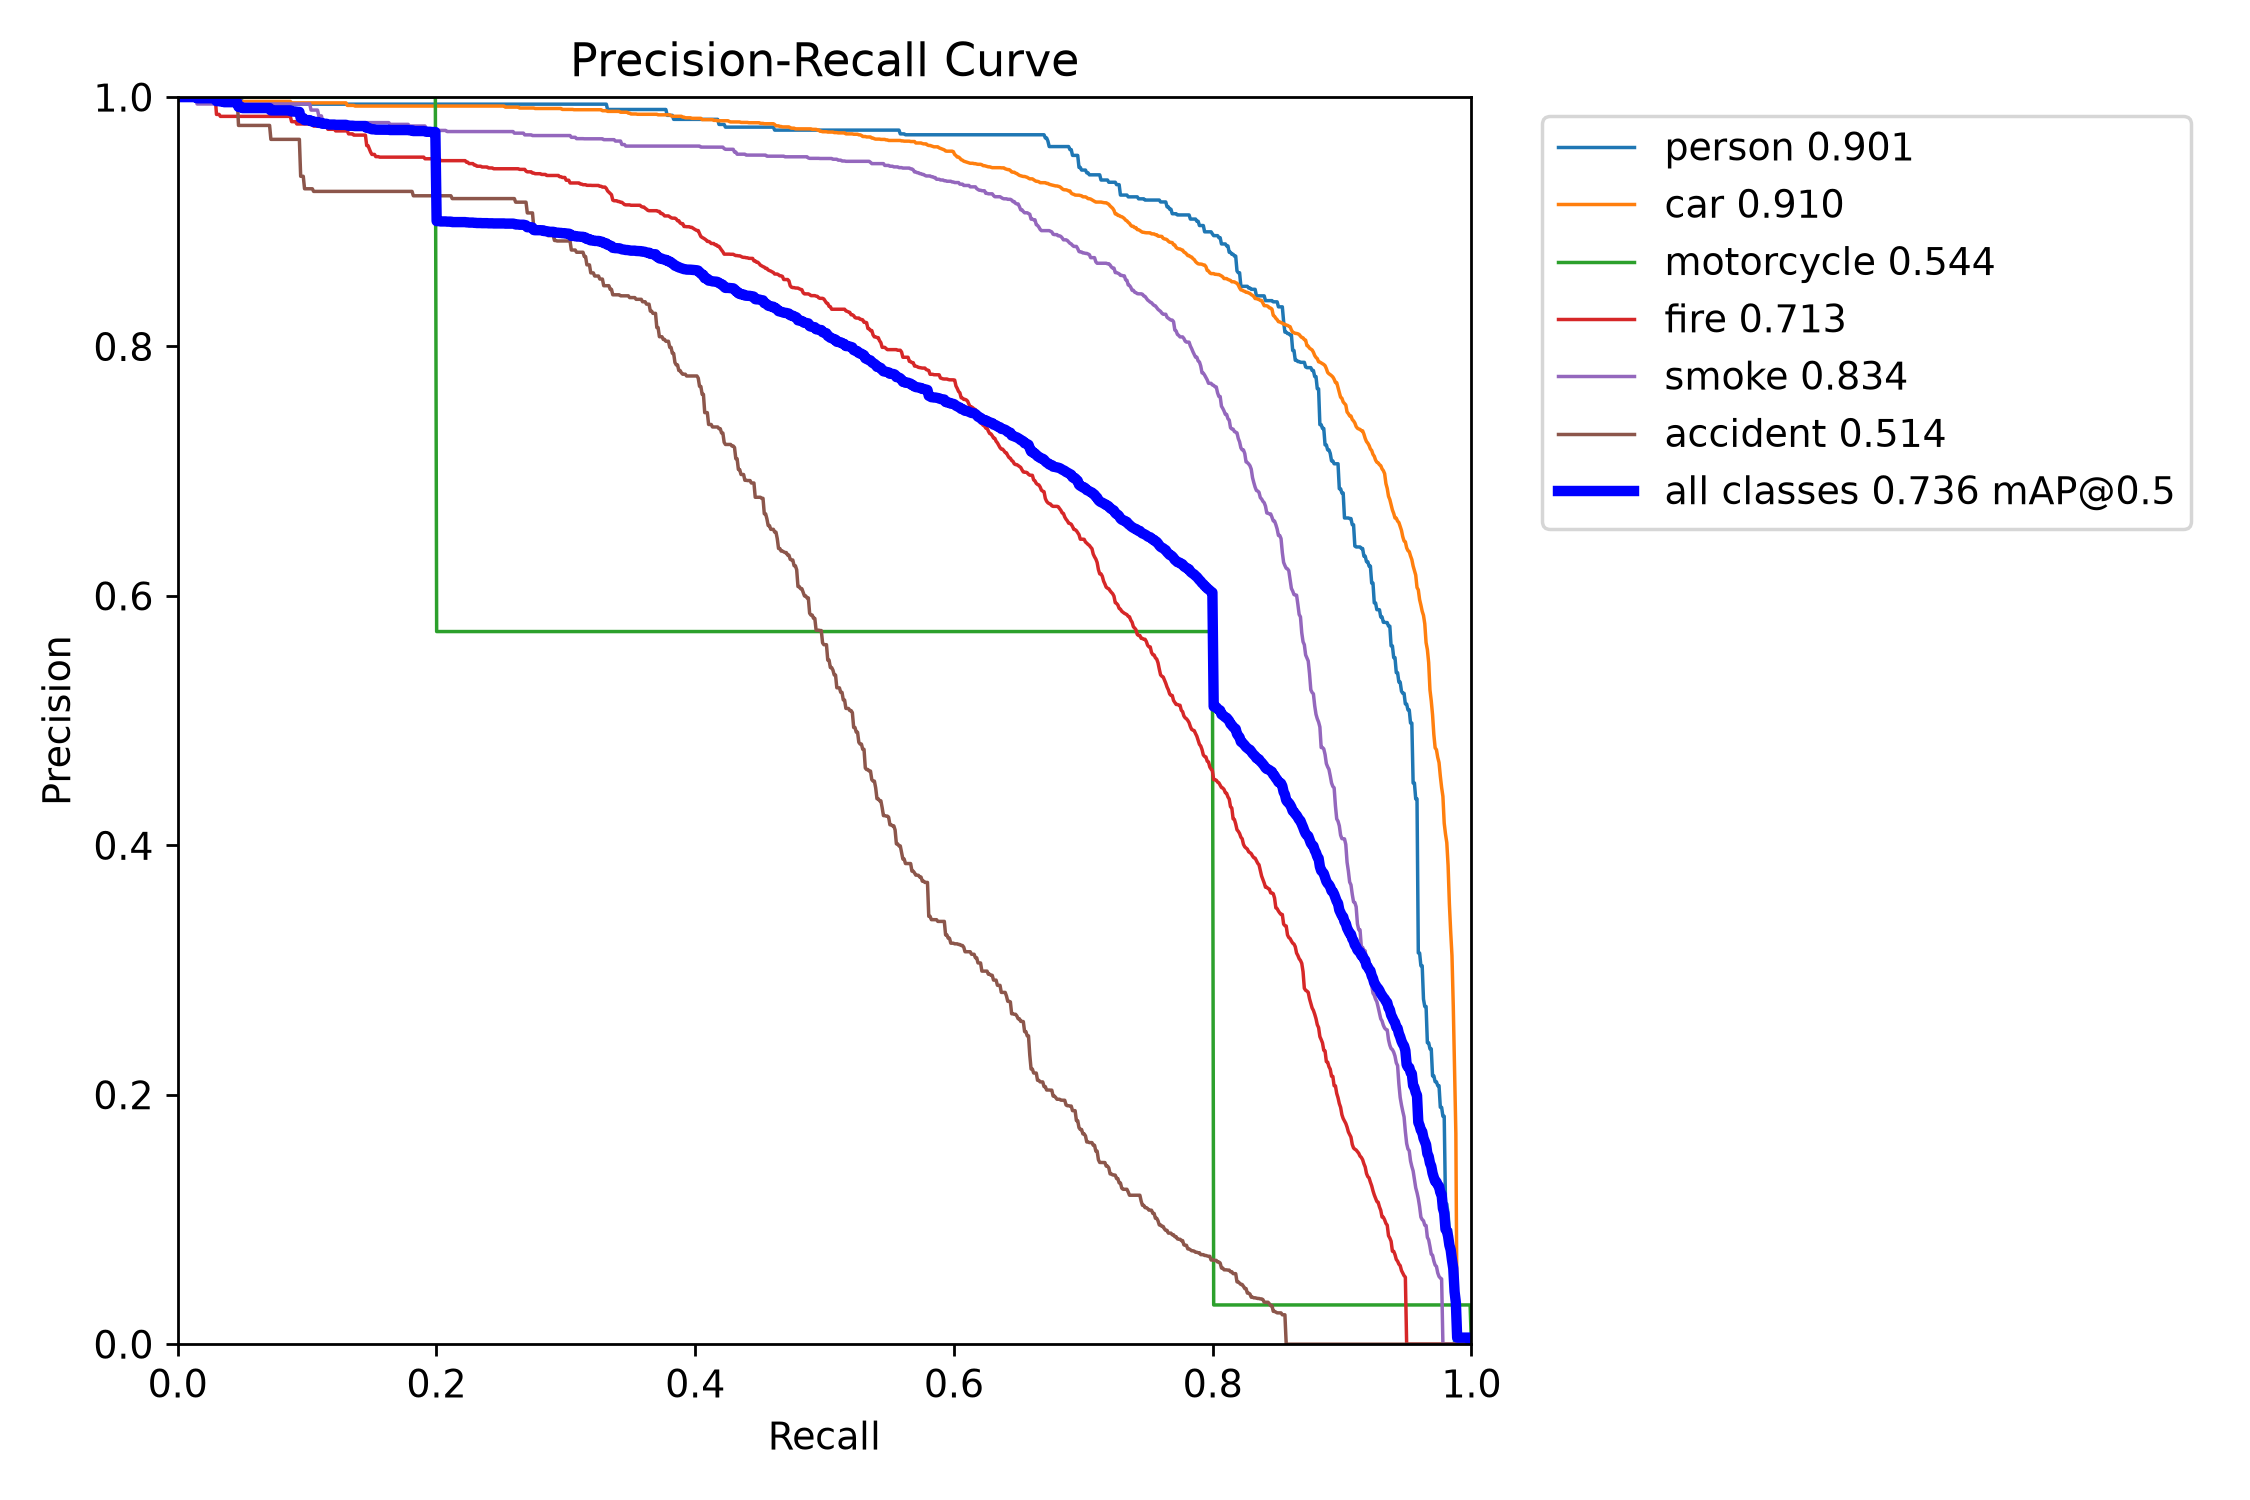 Precision-Recall Curve
1.0
0.8
0.6
0.4
0.2
0.0
Precision
0.0 0.2 0.4 0.6 0.8 1.0
Recall
person 0.901
car 0.910
motorcycle 0.544
fire 0.713
smoke 0.834
accident 0.514
all classes 0.736 mAP@0.5